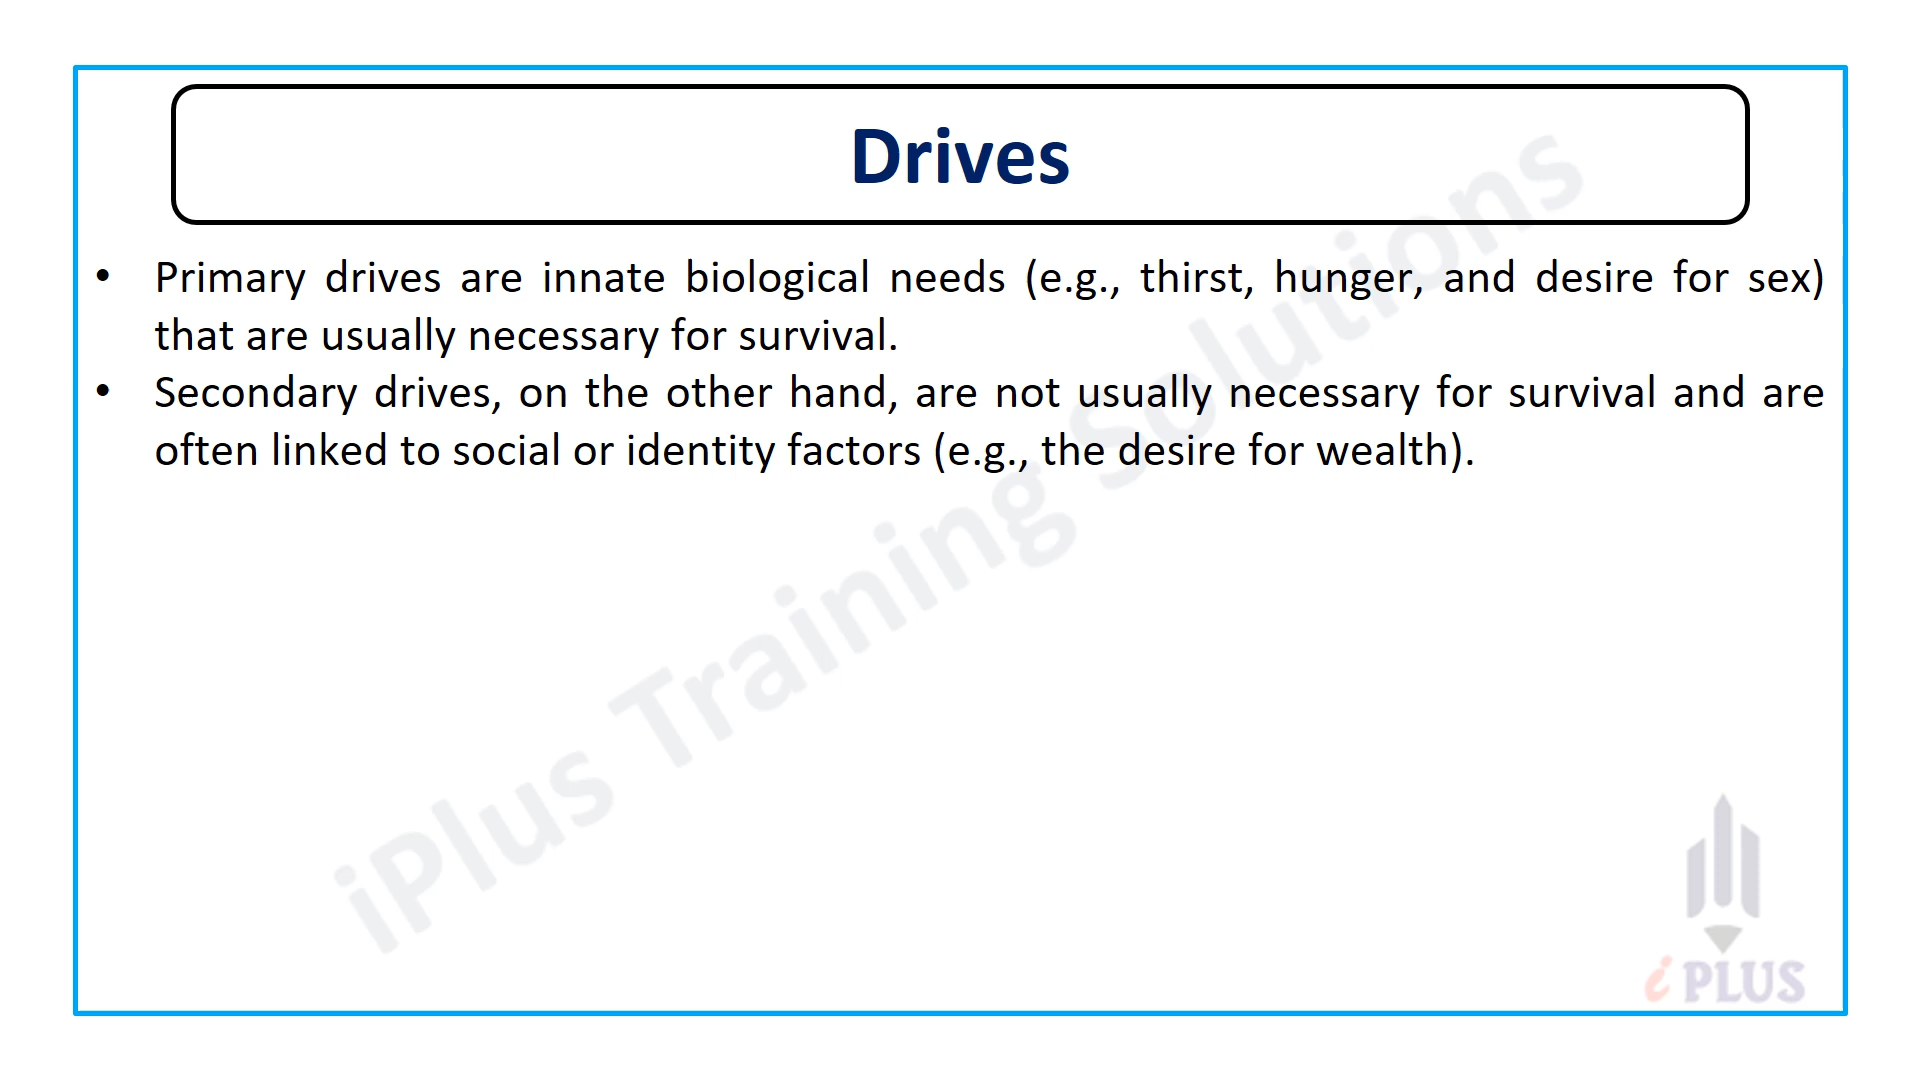 Drives
• Primary drives are innate biological needs (e.g., thirst, hunger, and desire for sex)
that are usually necessary for survival.
• Secondary drives, on the other hand, are not usually necessary for survival and are
often linked to social or identity factors (e.g., the desire for wealth).
iPlus Training Solutions
i PLUS